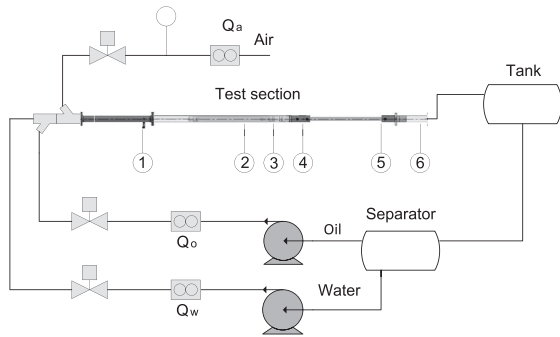 Qa
Air
Tank
Test section
1
2
3
4
5
6
Separator
Oil
Qo
Water
Qw